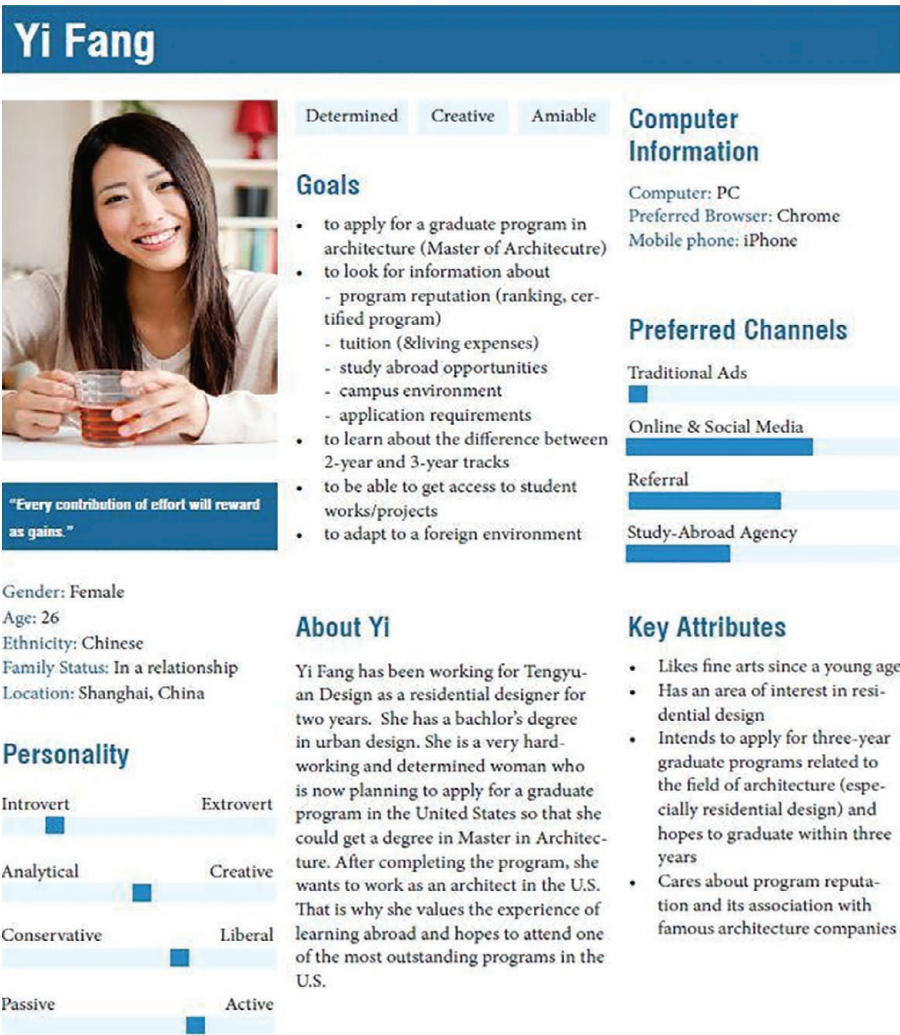 Yi Fang
"Every contribution of effort will reward
as gains."
Gender: Female
Age: 26
Ethnicity: Chinese
Family Status: In a relationship
Location: Shanghai, China
Personality
Introvert Extrovert
Analytical Creative
Conservative Liberal
Passive Active
Determined Creative Amiable
Goals
• to apply for a graduate program in
architecture (Master of Architecutre)
• to look for information about
- program reputation (ranking, cer-
tified program)
- tuition (&living expenses)
- study abroad opportunities
- campus environment
- application requirements
• to learn about the difference between
2-year and 3-year tracks
• to be able to get access to student
works/projects
• to adapt to a foreign environment
About Yi
Yi Fang has been working for Tengyu-
an Design as a residential designer for
two years. She has a bachlor's degree
in urban design. She is a very hard-
working and determined woman who
is now planning to apply for a graduate
program in the United States so that she
could get a degree in Master in Architec-
ture. After completing the program, she
wants to work as an architect in the U.S.
That is why she values the experience of
learning abroad and hopes to attend one
of the most outstanding programs in the
U.S.
Computer
Information
Computer: PC
Preferred Browser: Chrome
Mobile phone: iPhone
Preferred Channels
Traditional Ads
Online & Social Media
Referral
Study-Abroad Agency
Key Attributes
• Likes fine arts since a young age
• Has an area of interest in resi-
dential design
• Intends to apply for three-year
graduate programs related to
the field of architecture (espe-
cially residential design) and
hopes to graduate within three
years
• Cares about program reputa-
tion and its association with
famous architecture companies